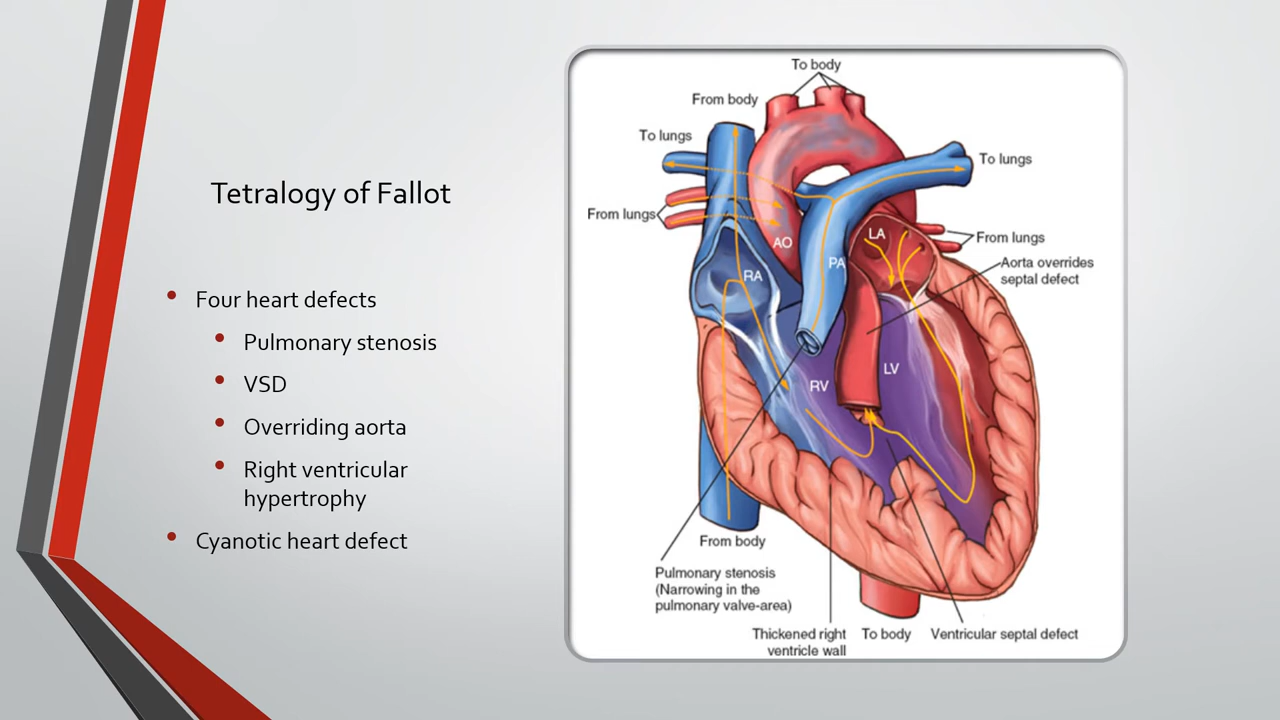 Tetralogy of Fallot
• Four heart defects
• Pulmonary stenosis
• VSD
• Overriding aorta
• Right ventricular
hypertrophy
• Cyanotic heart defect
To body
From body
To lungs
To lungs
From lungs
From lungs
Aorta overrides
septal defect
AO
LA
PA
RA
LV
RV
From body
Pulmonary stenosis
(Narrowing in the
pulmonary valve-area)
Thickened right
ventricle wall
To body
Ventricular septal defect